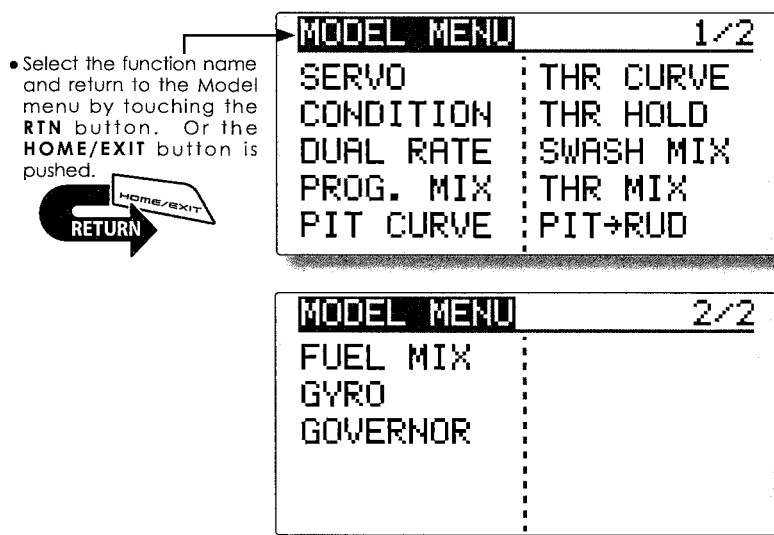 • Select the function name
and return to the Model
menu by touching the
RTN button. Or the
HOME/EXIT button is
pushed.
HOME/EXIT
RETURN
MODEL MENU 1/2
SERVO THR CURVE
CONDITION THR HOLD
DUAL RATE SWASH MIX
PROG. MIX THR MIX
PIT CURVE PIT→RUD
MODEL MENU 2/2
FUEL MIX
GYRO
GOVERNOR